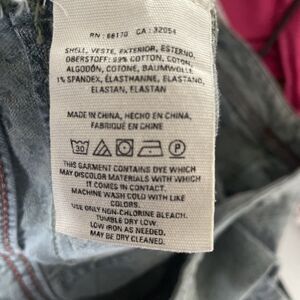 RN : 66170 CA : 32054
SHELL, VESTE, EXTERIOR, ESTERNO,
OBERSTOFF: 99% COTTON, COTON,
ALGODÓN, COTONE, BAUMWOLLE
1% SPANDEX, ÉLASTHANNE, ELASTANO,
ELASTAN, ELASTAN
MADE IN CHINA, HECHO EN CHINA,
FABRIQUÉ EN CHINE
30 P
THIS GARMENT CONTAINS DYE WHICH
MAY DISCOLOR MATERIALS WITH WHICH
IT COMES IN CONTACT.
MACHINE WASH COLD WITH LIKE
COLORS.
USE ONLY NON-CHLORINE BLEACH.
TUMBLE DRY LOW.
LOW IRON AS NEEDED.
MAY BE DRY CLEANED.